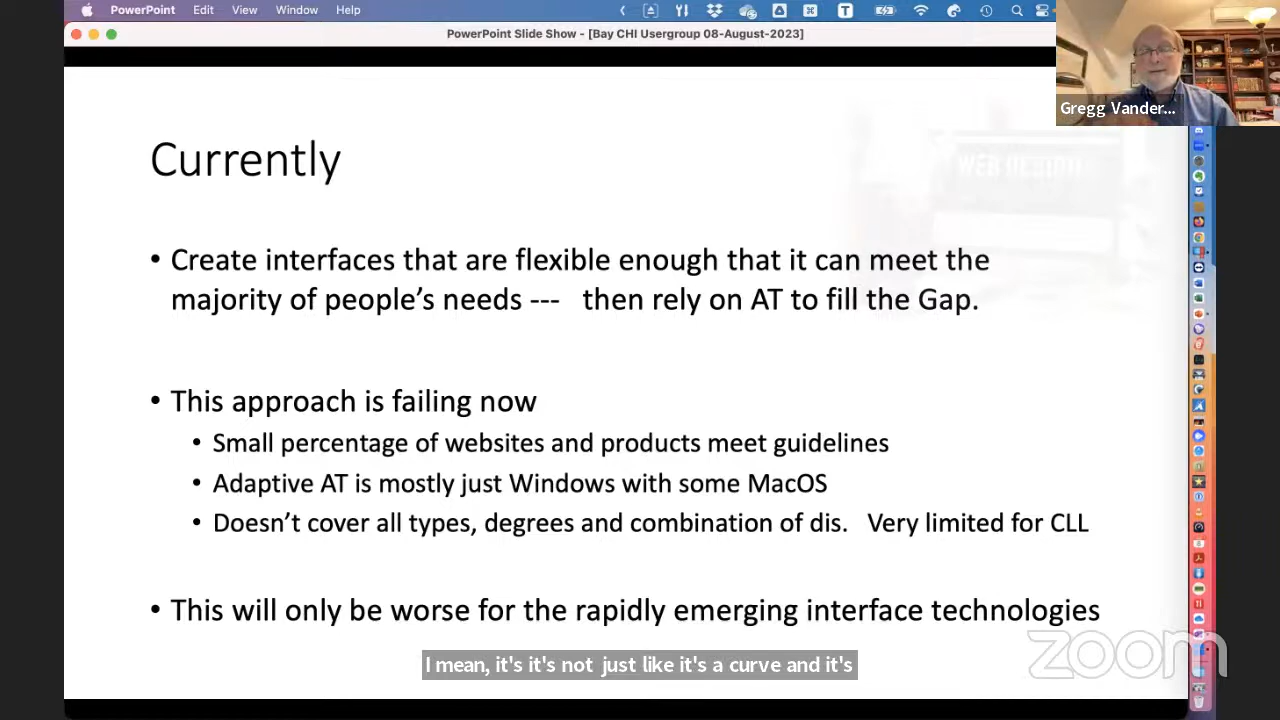 PowerPoint Edit View Window Help
PowerPoint Slide Show - [Bay CHI Usergroup 08-August-2023]
Gregg Vander...
WEB DESIGN
Currently
• Create interfaces that are flexible enough that it can meet the
majority of people’s needs --- then rely on AT to fill the Gap.
• This approach is failing now
• Small percentage of websites and products meet guidelines
• Adaptive AT is mostly just Windows with some MacOS
• Doesn’t cover all types, degrees and combination of dis. Very limited for CLL
• This will only be worse for the rapidly emerging interface technologies
zoom
I mean, it's it's not just like it's a curve and it's